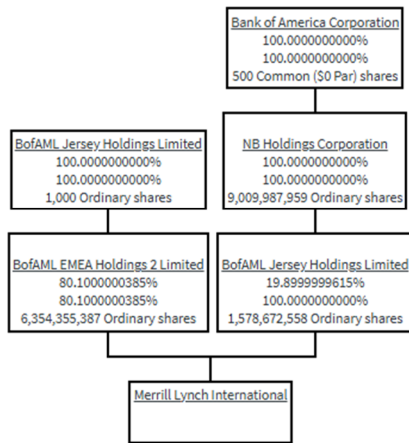 Bank of America Corporation
100.0000000000%
100.0000000000%
500 Common ($0 Par) shares
BofAML Jersey Holdings Limited
100.0000000000%
100.0000000000%
1,000 Ordinary shares
NB Holdings Corporation
100.0000000000%
100.0000000000%
9,009,987,959 Ordinary shares
BofAML EMEA Holdings 2 Limited
80.1000000385%
80.1000000385%
6,354,355,387 Ordinary shares
BofAML Jersey Holdings Limited
19.8999999615%
100.0000000000%
1,578,672,558 Ordinary shares
Merrill Lynch International